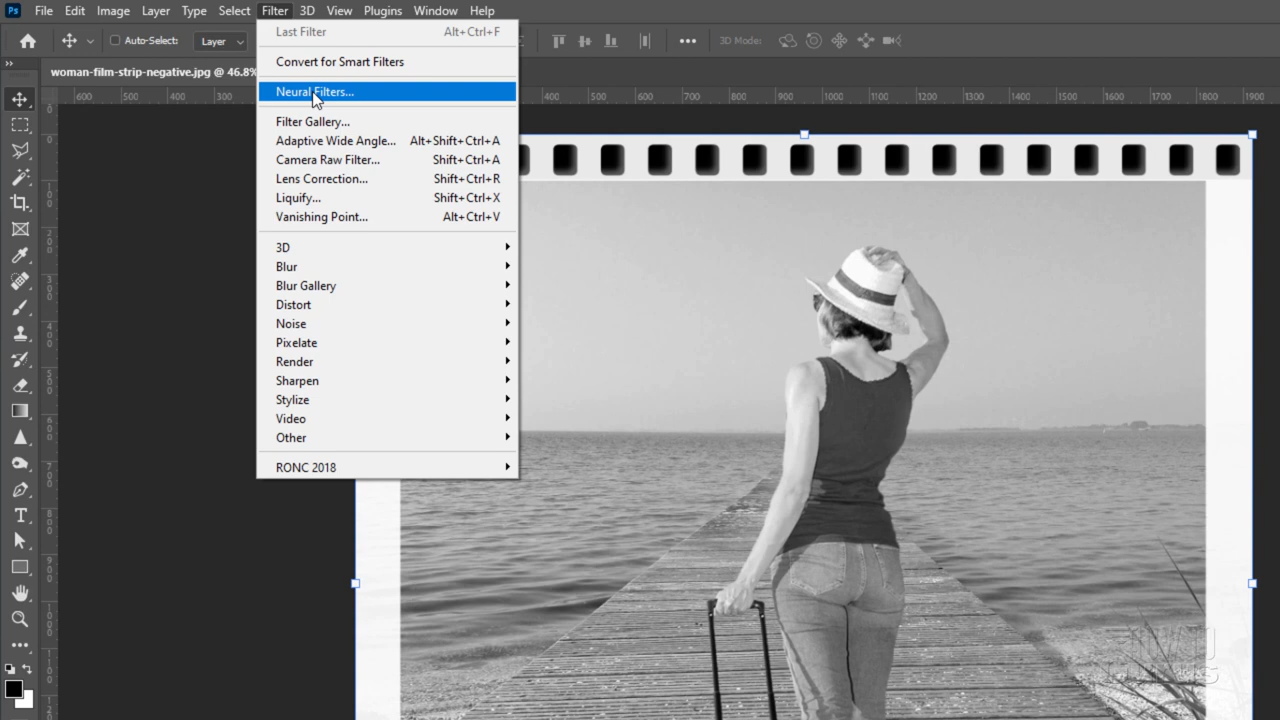 Ps File Edit Image Layer Type Select Filter 3D View Plugins Window Help
Auto-Select: Layer 3D Mode:
woman-film-strip-negative.jpg @ 46.8%
600 500 400 300 400 500 600 700 800 900 1000 1100 1200 1300 1400 1500 1600 1700 1800 1900
Last Filter Alt+Ctrl+F
Convert for Smart Filters
Neural Filters...
Filter Gallery...
Adaptive Wide Angle... Alt+Shift+Ctrl+A
Camera Raw Filter... Shift+Ctrl+A
Lens Correction... Shift+Ctrl+R
Liquify... Shift+Ctrl+X
Vanishing Point... Alt+Ctrl+V
3D
Blur
Blur Gallery
Distort
Noise
Pixelate
Render
Sharpen
Stylize
Video
Other
RONC 2018